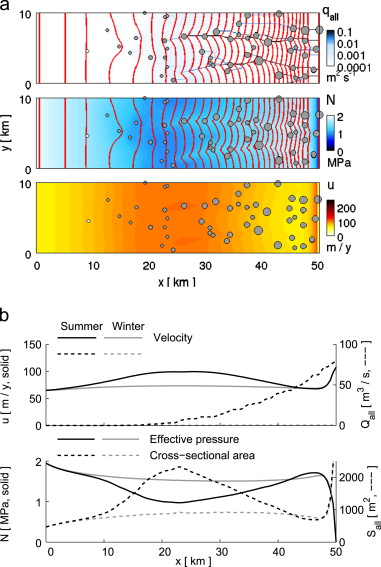 a
10
0
q_all
0.1
0.01
0.001
0.0001
m² s⁻¹
y [ km ]
10
0
N
2
1
0
MPa
10
0
u
200
100
0
m / y
0 10 20 30 40 50
x [ km ]
b
Summer Winter
Velocity
u [ m / y, solid ]
150
100
50
0
100
50
0
Q_all [ m³ / s, --- ]
Effective pressure
Cross-sectional area
N [ MPa, solid ]
2
1
0
2000
1000
0
S_all [ m², --- ]
0 10 20 30 40 50
x [ km ]